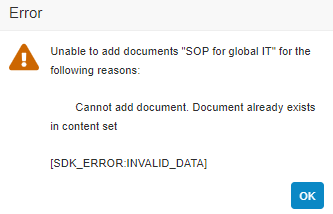 Error
Unable to add documents "SOP for global IT" for the
following reasons:
Cannot add document. Document already exists
in content set
[SDK_ERROR:INVALID_DATA]
OK